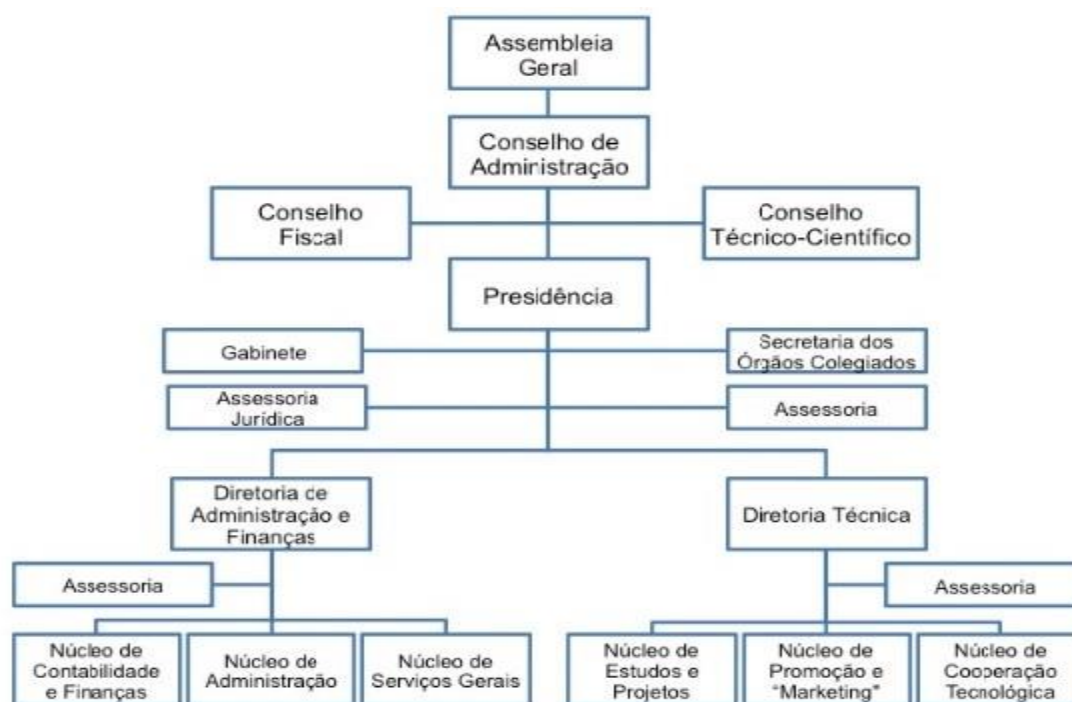 Assembleia
Geral
Conselho de
Administração
Conselho
Fiscal
Conselho
Técnico-Científico
Presidência
Gabinete
Secretaria dos
Órgãos Colegiados
Assessoria
Jurídica
Assessoria
Diretoria de
Administração e
Finanças
Diretoria Técnica
Assessoria
Assessoria
Núcleo de
Contabilidade
e Finanças
Núcleo de
Administração
Núcleo de
Serviços Gerais
Núcleo de
Estudos e
Projetos
Núcleo de
Promoção e
“Marketing”
Núcleo de
Cooperação
Tecnológica